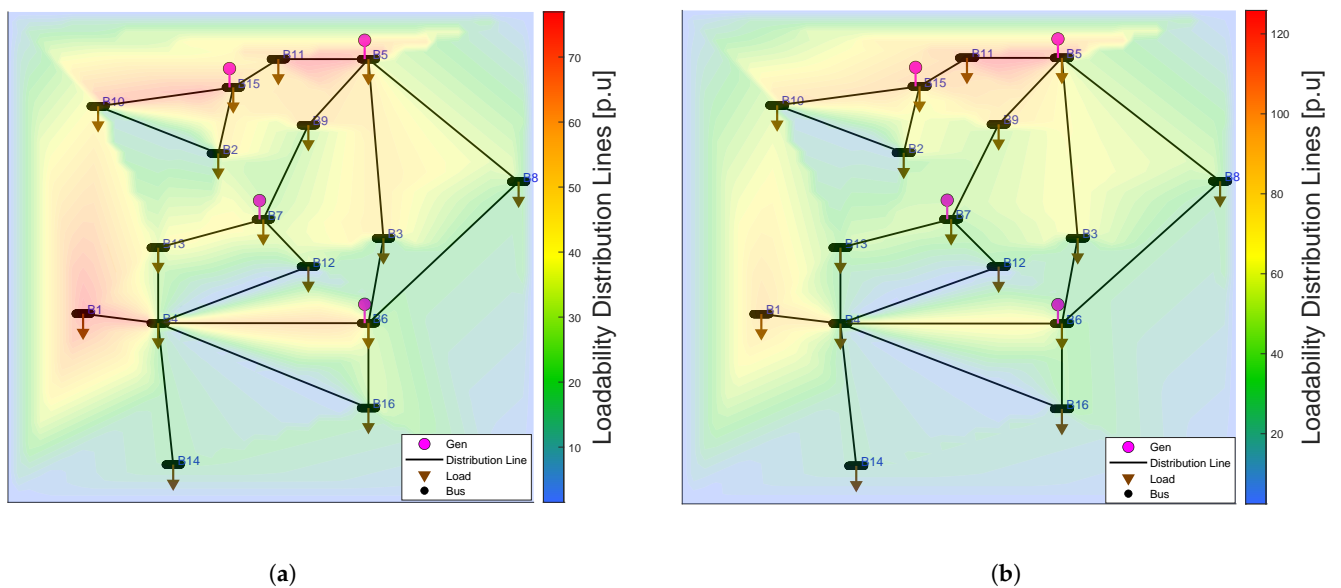 B11
B5
B15
B10
B9
B2
B8
B7
B3
B13
B12
B1
B4
B6
B16
B14
Gen
Distribution Line
Load
Bus
70
60
50
40
30
20
10
Loadability Distribution Lines [p.u]
(a)
B11
B5
B15
B10
B9
B2
B8
B7
B3
B13
B12
B1
B4
B6
B16
B14
Gen
Distribution Line
Load
Bus
120
100
80
60
40
20
Loadability Distribution Lines [p.u]
(b)